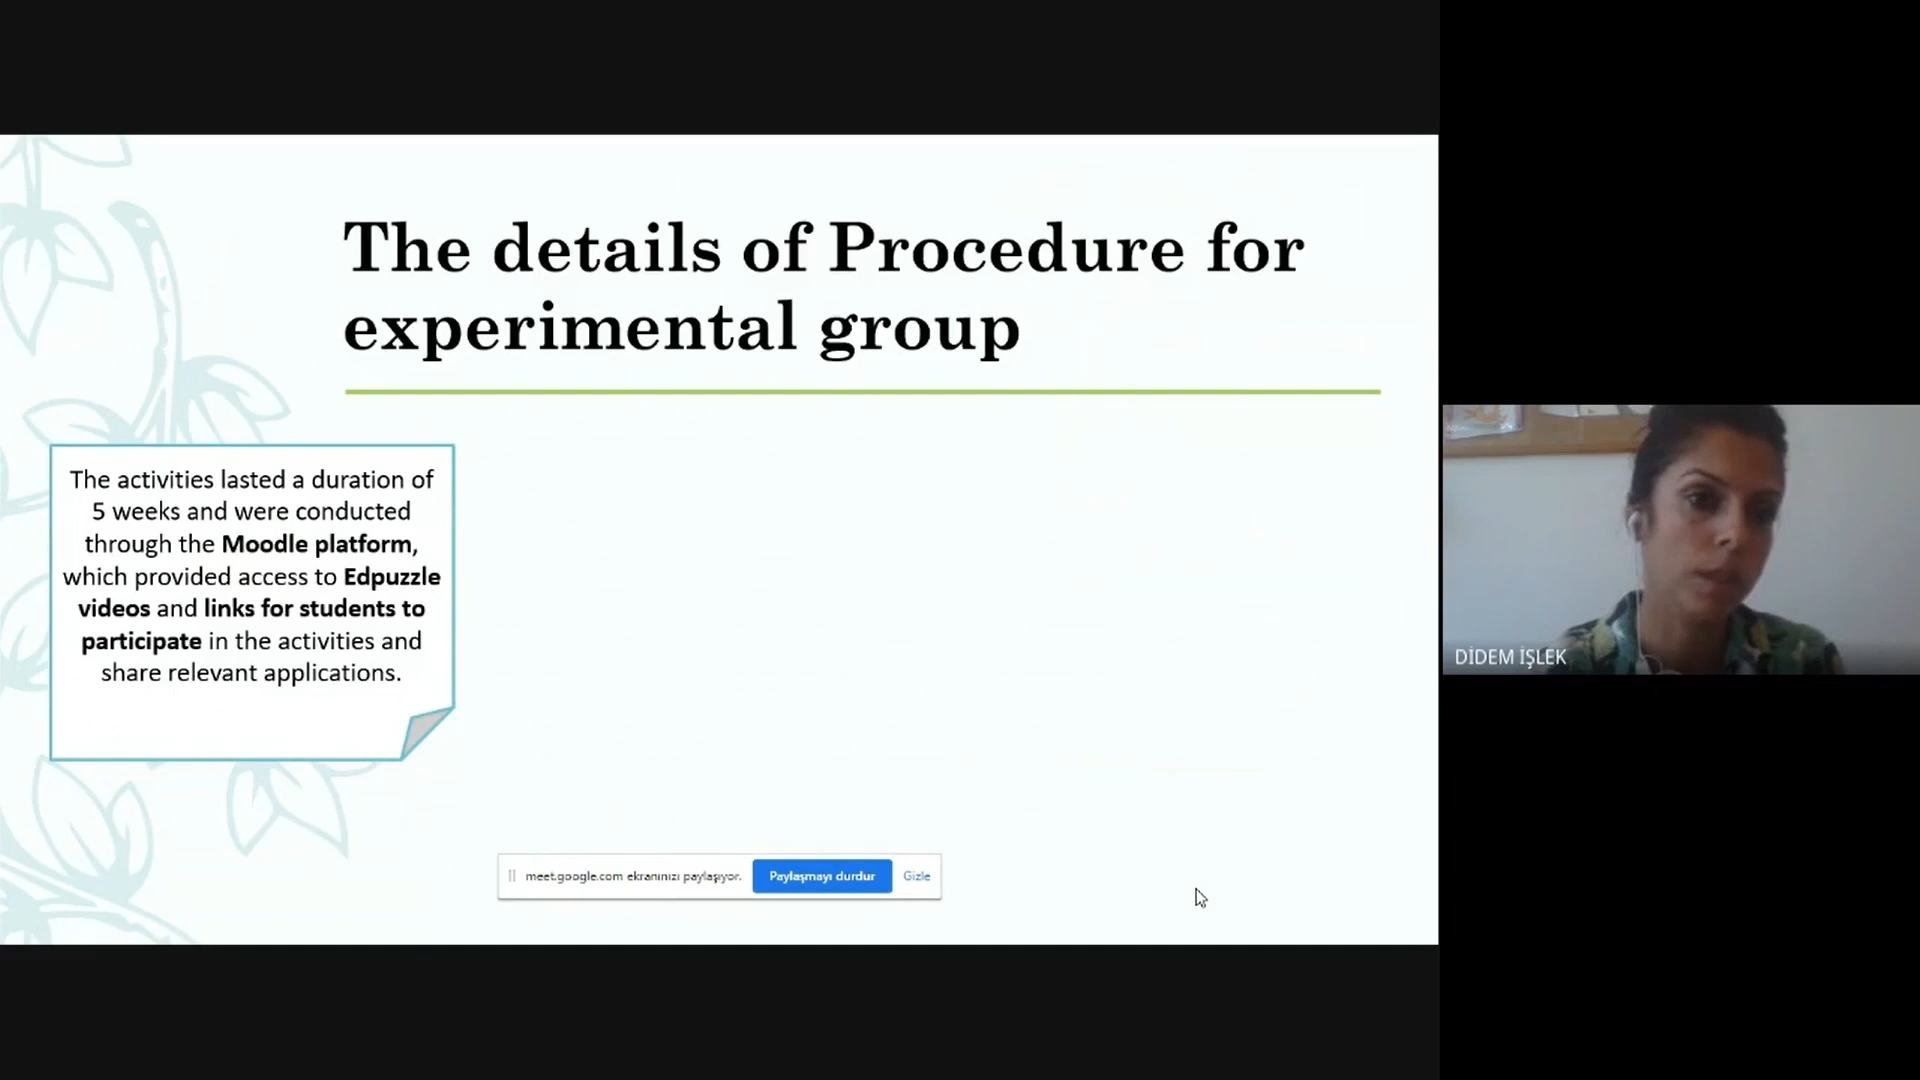 The details of Procedure for
experimental group
The activities lasted a duration of
5 weeks and were conducted
through the Moodle platform,
which provided access to Edpuzzle
videos and links for students to
participate in the activities and
share relevant applications.
meet.google.com ekranınızı paylaşıyor. Paylaşmayı durdur Gizle
DİDEM İŞLEK